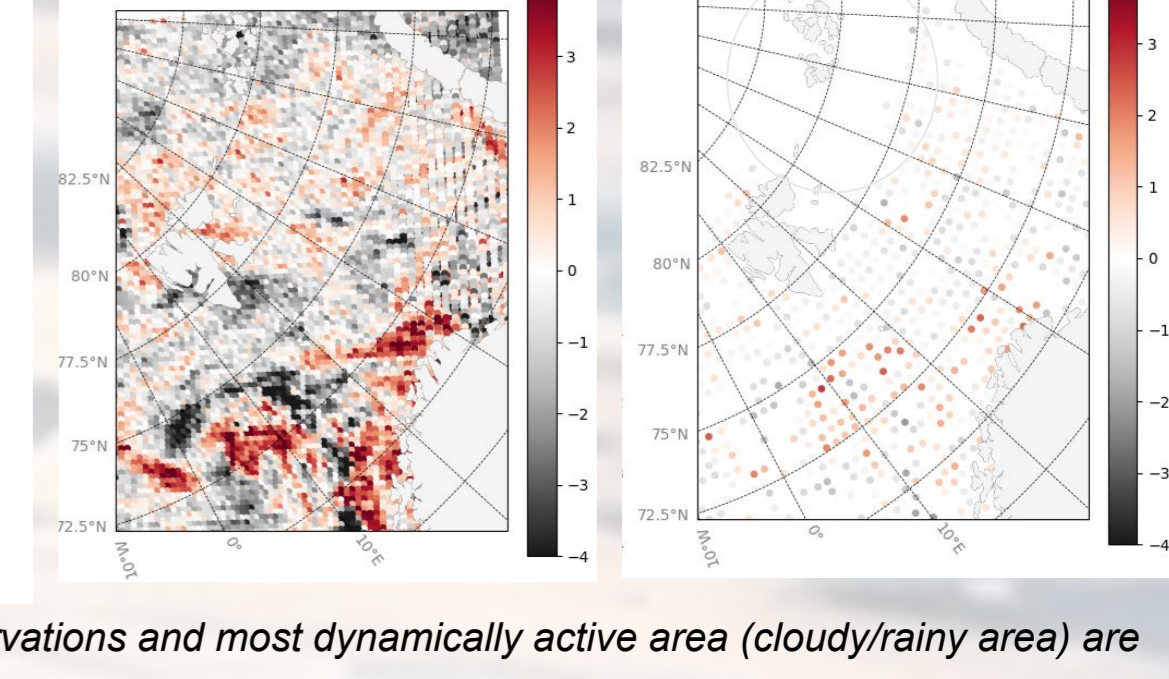 3
2
1
0
−1
−2
−3
−4
82.5°N
80°N
77.5°N
75°N
72.5°N
10°W
0°
10°E
3
2
1
0
−1
−2
−3
−4
82.5°N
80°N
77.5°N
75°N
72.5°N
10°W
0°
10°E
rvations and most dynamically active area (cloudy/rainy area) are